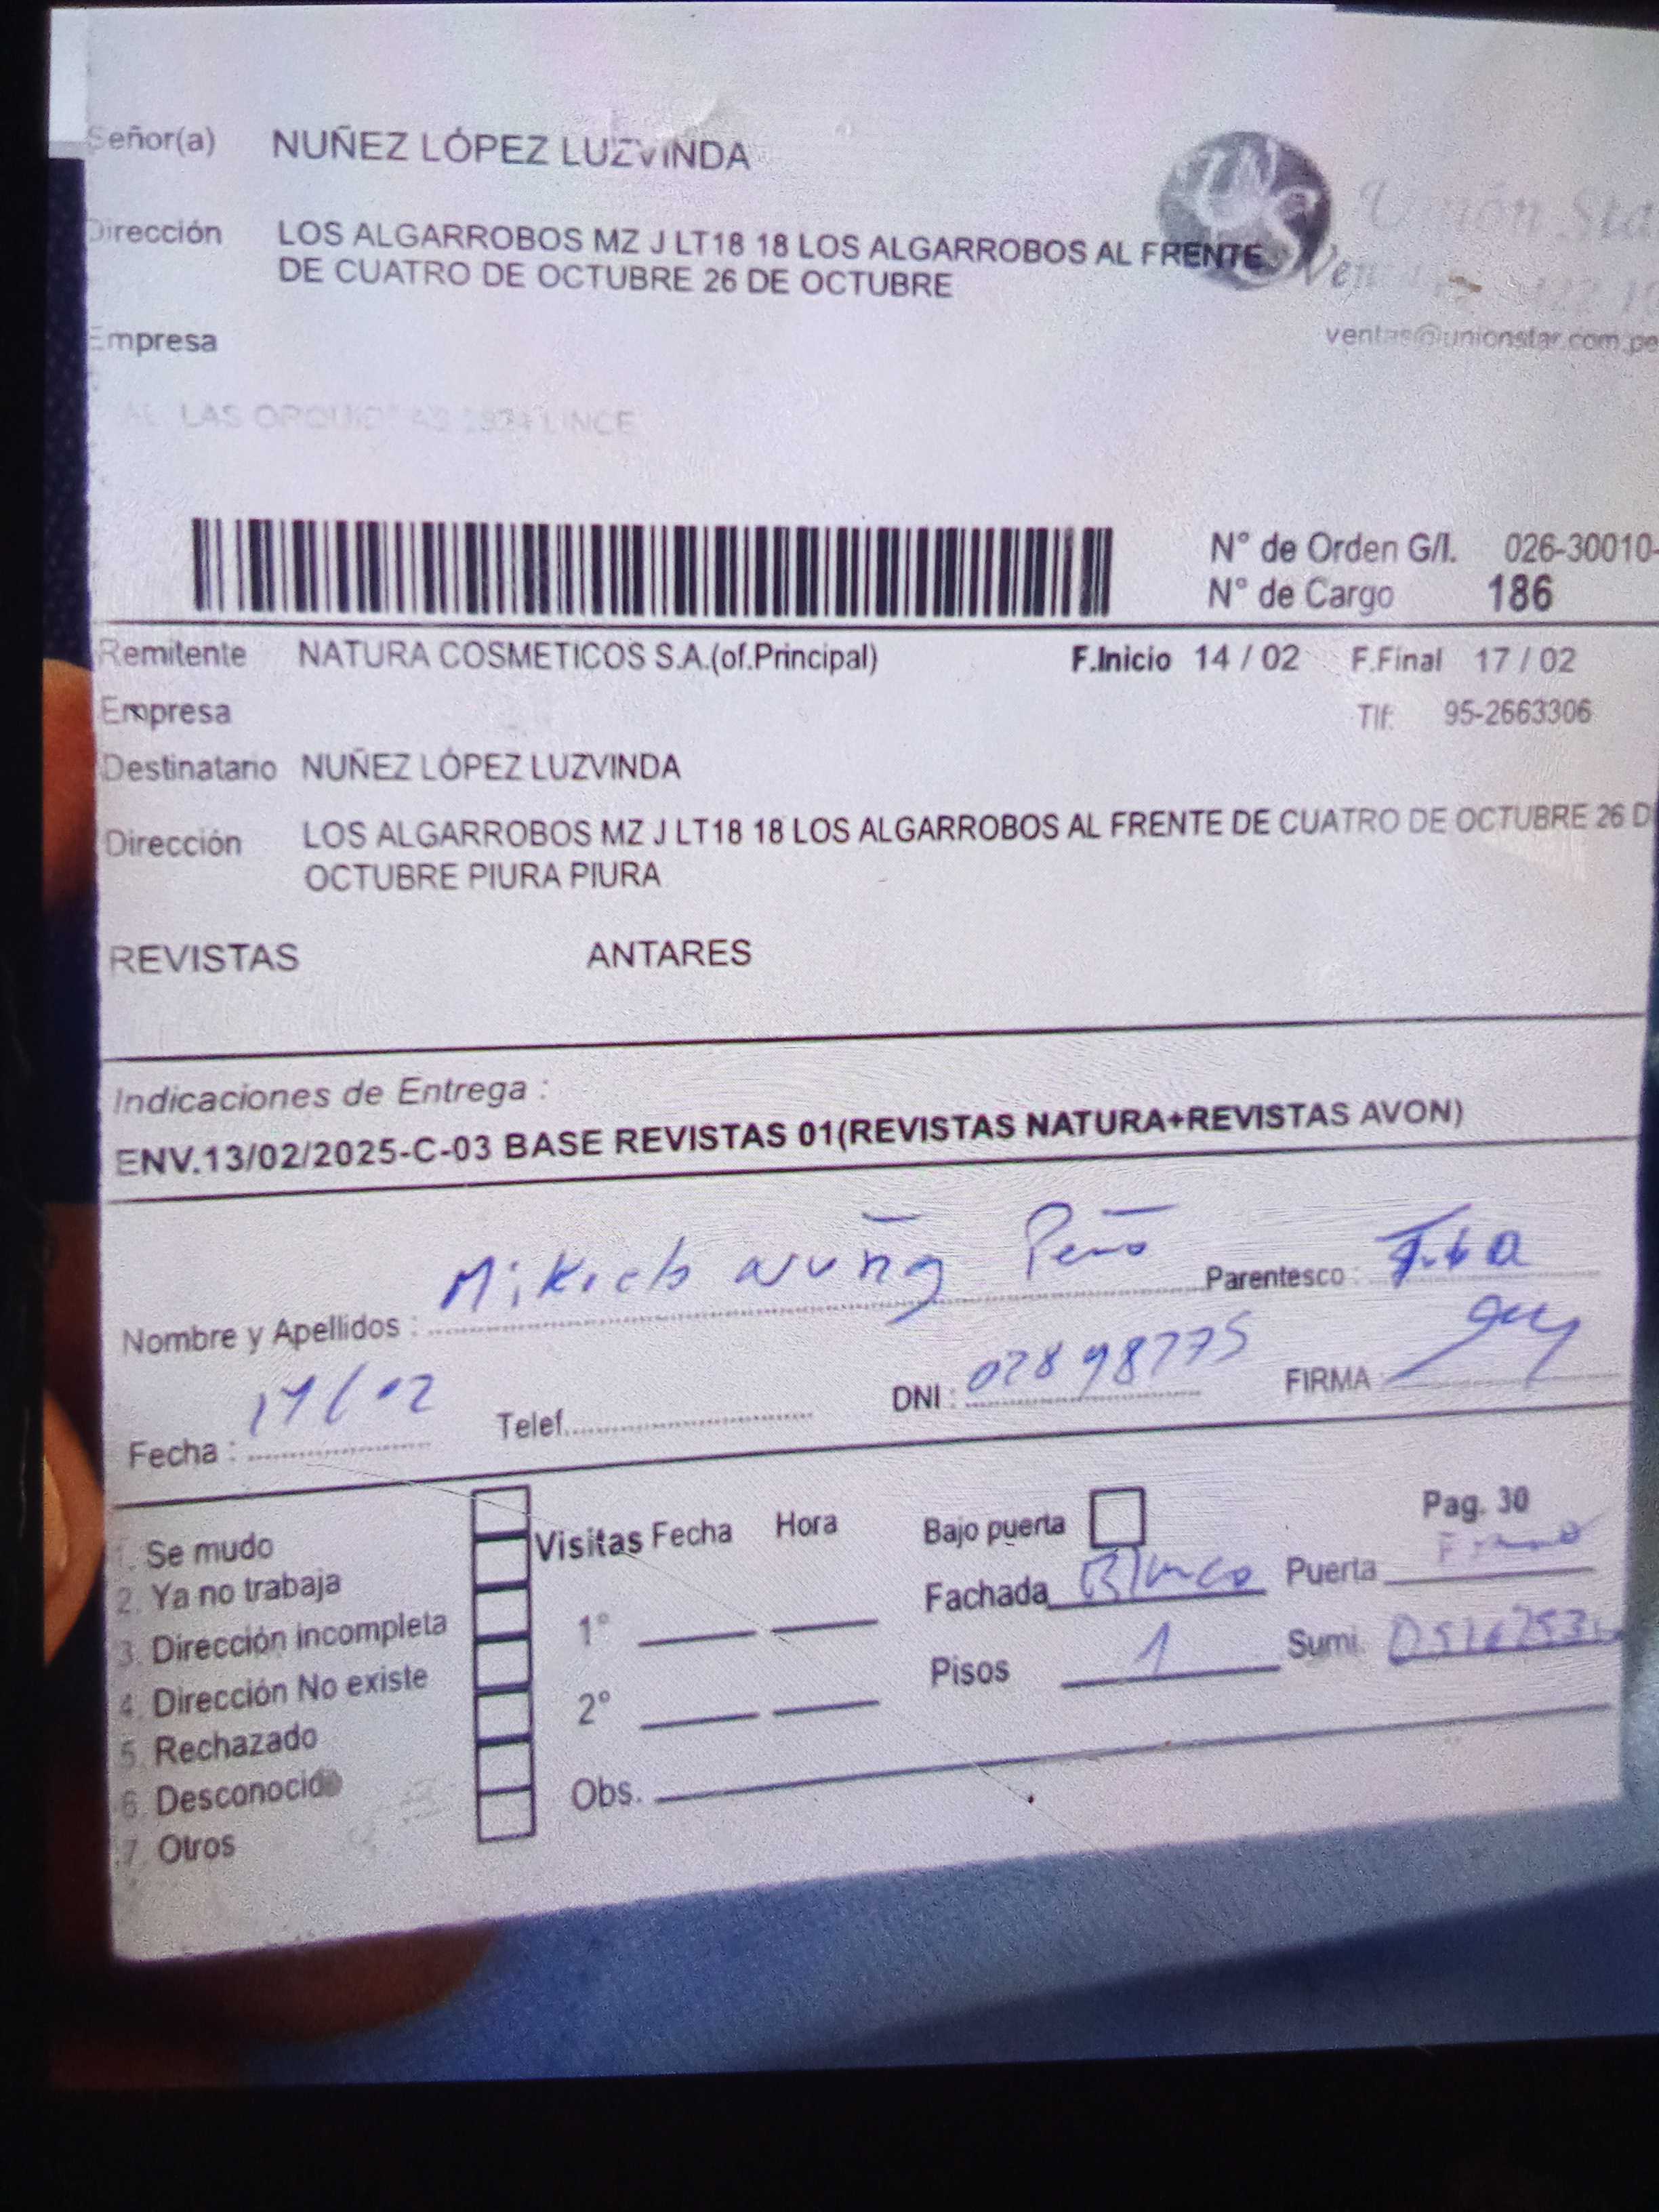 Señor(a) NUÑEZ LÓPEZ LUZVINDA
Unión Sta
Dirección LOS ALGARROBOS MZ J LT18 18 LOS ALGARROBOS AL FRENTE
DE CUATRO DE OCTUBRE 26 DE OCTUBRE
ventas@unionstar.com.pe
Empresa
LAS LINCE
N° de Orden G/I. 026-30010-
N° de Cargo 186
Remitente NATURA COSMETICOS S.A.(of.Principal) F.Inicio 14 / 02 F.Final 17 / 02
Empresa Tlf: 95-2663306
Destinatario NUÑEZ LÓPEZ LUZVINDA
Dirección LOS ALGARROBOS MZ J LT18 18 LOS ALGARROBOS AL FRENTE DE CUATRO DE OCTUBRE 26 D
OCTUBRE PIURA PIURA
REVISTAS ANTARES
Indicaciones de Entrega :
ENV.13/02/2025-C-03 BASE REVISTAS 01(REVISTAS NATURA+REVISTAS AVON)
Nombre y Apellidos : Parentesco :
Fecha : 14/02 Telef. DNI : 02898775 FIRMA
1. Se mudo
2. Ya no trabaja
3. Dirección incompleta
4. Dirección No existe
5. Rechazado
6. Desconocido
7. Otros
Visitas Fecha Hora
1°
2°
Obs.
Bajo puerta Pag. 30
Fachada Blanco Puerta
Pisos 1 Sumi.